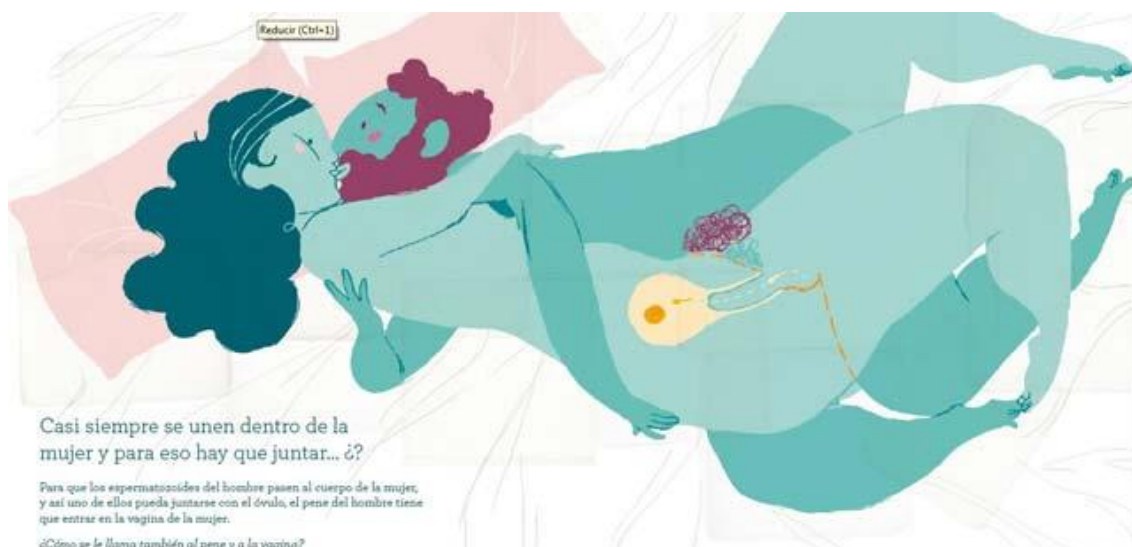 Reducir (Ctrl+1)
Casi siempre se unen dentro de la
mujer y para eso hay que juntar... ¿?
Para que los espermatozoides del hombre pasen al cuerpo de la mujer,
y así uno de ellos pueda juntarse con el óvulo, el pene del hombre tiene
que entrar en la vagina de la mujer.
¿Cómo se le llama también al pene y a la vagina?